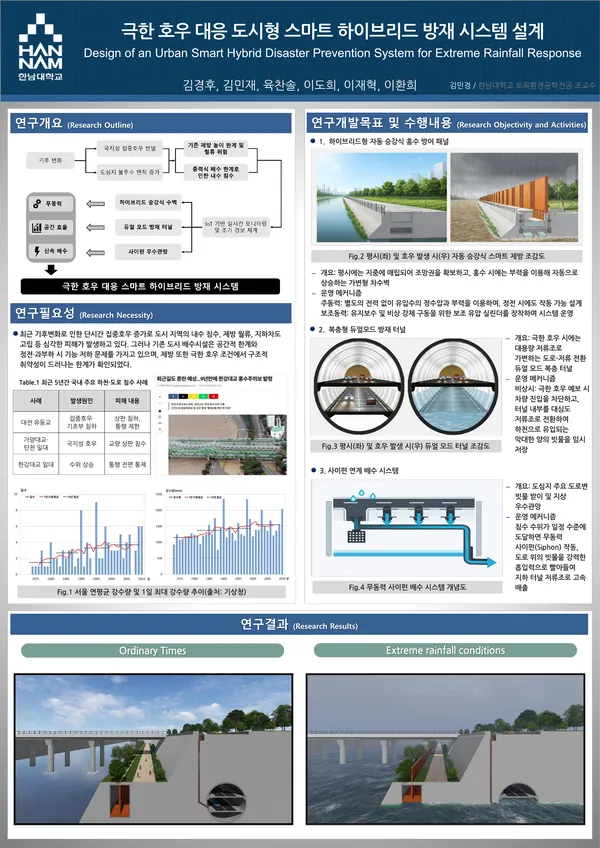 HAN
NAM
한남대학교
극한 호우 대응 도시형 스마트 하이브리드 방재 시스템 설계
Design of an Urban Smart Hybrid Disaster Prevention System for Extreme Rainfall Response
김경후, 김민재, 육찬솔, 이도희, 이재혁, 이환희
김민경 / 한남대학교 토목환경공학전공 조교수
연구개요 (Research Outline)
기후 변화
국지성 집중호우 빈발
도심지 불투수 면적 증가
기존 제방 높이 한계 및
월류 위험
중력식 배수 한계로
인한 내수 침수
무동력
공간 효율
신속 배수
하이브리드 승강식 수벽
듀얼 모드 방재 터널
사이펀 우수관망
IoT 기반 실시간 모니터링
및 조기 경보 체계
극한 호우 대응 스마트 하이브리드 방재 시스템
연구필요성 (Research Necessity)
최근 기후변화로 인한 단시간 집중호우 증가로 도시 지역의 내수 침수, 제방 월류, 지하차도
고립 등 심각한 피해가 발생하고 있다. 그러나 기존 도시 배수시설은 공간적 한계와
정전·과부하 시 기능 저하 문제를 가지고 있으며, 제방 또한 극한 호우 조건에서 구조적
취약성이 드러나는 한계가 확인되었다.
Table.1 최근 5년간 국내 주요 하천·도로 침수 사례
사례 발생원인 피해 내용
대전 유등교 집중호우·
기초부 침하 상판 침하,
통행 제한
가양대교·
탄천 일대 국지성 호우 교량 상판 침수
한강대교 일대 수위 상승 통행 전면 통제
퇴근길도 혼란 예상…9년만에 한강대교 홍수주의보 발령
Fig.1 서울 연평균 강수량 및 1일 최대 강수량 추이(출처: 기상청)
연구개발목표 및 수행내용 (Research Objectivity and Activities)
1. 하이브리드형 자동 승강식 홍수 방어 패널
Fig.2 평시(좌) 및 호우 발생 시(우) 자동 승강식 스마트 제방 조감도
– 개요: 평시에는 지중에 매립되어 조망권을 확보하고, 홍수 시에는 부력을 이용해 자동으로
상승하는 가변형 차수벽
– 운영 메커니즘
주동력: 별도의 전력 없이 유입수의 정수압과 부력을 이용하여, 정전 시에도 작동 가능 설계
보조동력: 유지보수 및 비상 강제 구동을 위한 보조 유압 실린더를 장착하여 시스템 운영
2. 복층형 듀얼모드 방재 터널
Fig.3 평시(좌) 및 호우 발생 시(우) 듀얼 모드 터널 조감도
– 개요: 극한 호우 시에는
대용량 저류조로
가변하는 도로-저류 전환
듀얼 모드 복층 터널
– 운영 메커니즘
비상시: 극한 호우 예보 시
차량 진입을 차단하고,
터널 내부를 대심도
저류조로 전환하여
하천으로 유입되는
막대한 양의 빗물을 임시
저장
3. 사이펀 연계 배수 시스템
Fig.4 무동력 사이펀 배수 시스템 개념도
– 개요: 도심지 주요 도로변
빗물 받이 및 지상
우수관망
– 운영 메커니즘
침수 수위가 일정 수준에
도달하면 무동력
사이펀(Siphon) 작동,
도로 위의 빗물을 강력한
흡입력으로 빨아들여
지하 터널 저류조로 고속
배출
연구결과 (Research Results)
Ordinary Times
Extreme rainfall conditions